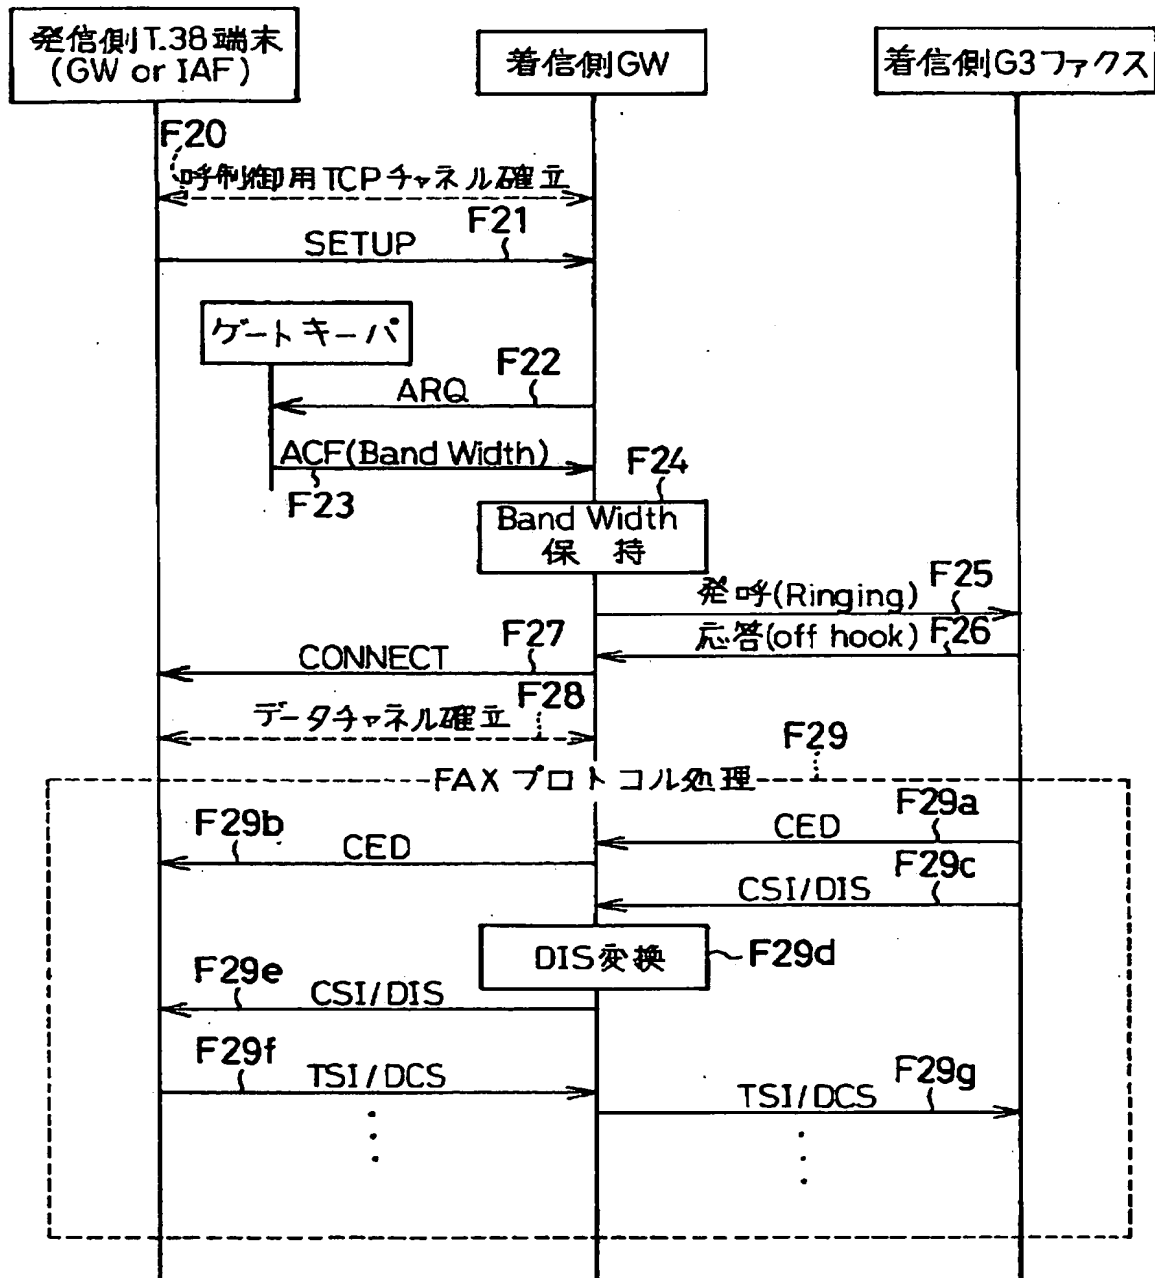 発信側T.38端末
(GW or IAF)
着信側GW
着信側G3ファクス
F20
呼制御用TCPチャネル確立
F21
SETUP
ゲートキーパ
F22
ARQ
ACF(Band Width)
F23
F24
Band Width
保 持
発呼(Ringing)
F25
応答(off hook)
F26
F27
CONNECT
F28
データチャネル確立
F29
FAX プロトコル処理
F29a
CED
F29b
CED
F29c
CSI/DIS
DIS変換
F29d
F29e
CSI/DIS
F29f
TSI/DCS
F29g
TSI/DCS